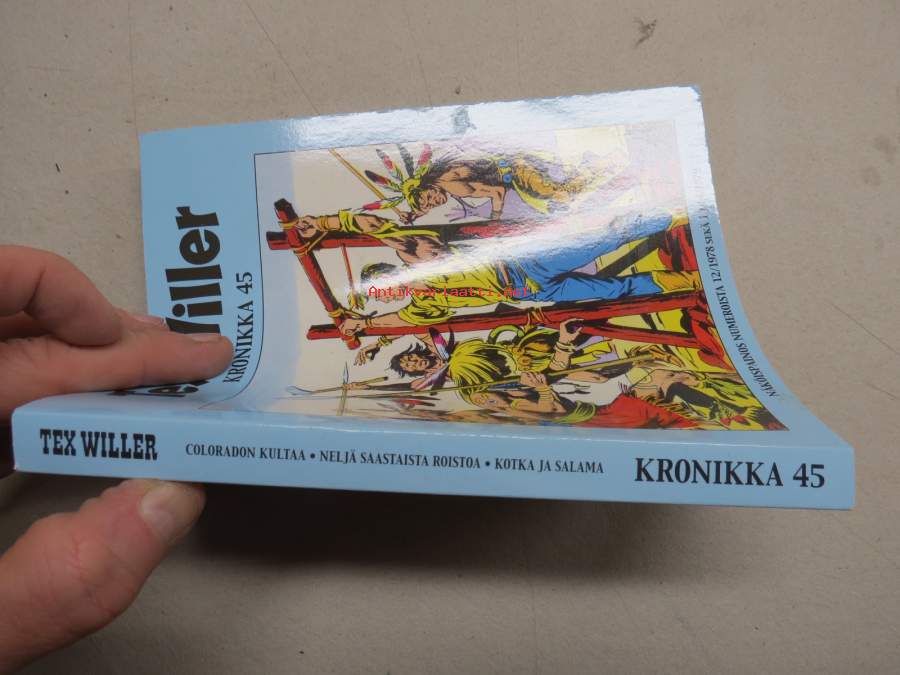 Willer
KRONIKKA 45
Antikvariaatti.net
NÄKÖISPAINOS NUMEROISTA 12/1978 SEKÄ
TEX WILLER
COLORADON KULTAA • NELJÄ SAASTAISTA ROISTOA • KOTKA JA SALAMA
KRONIKKA 45